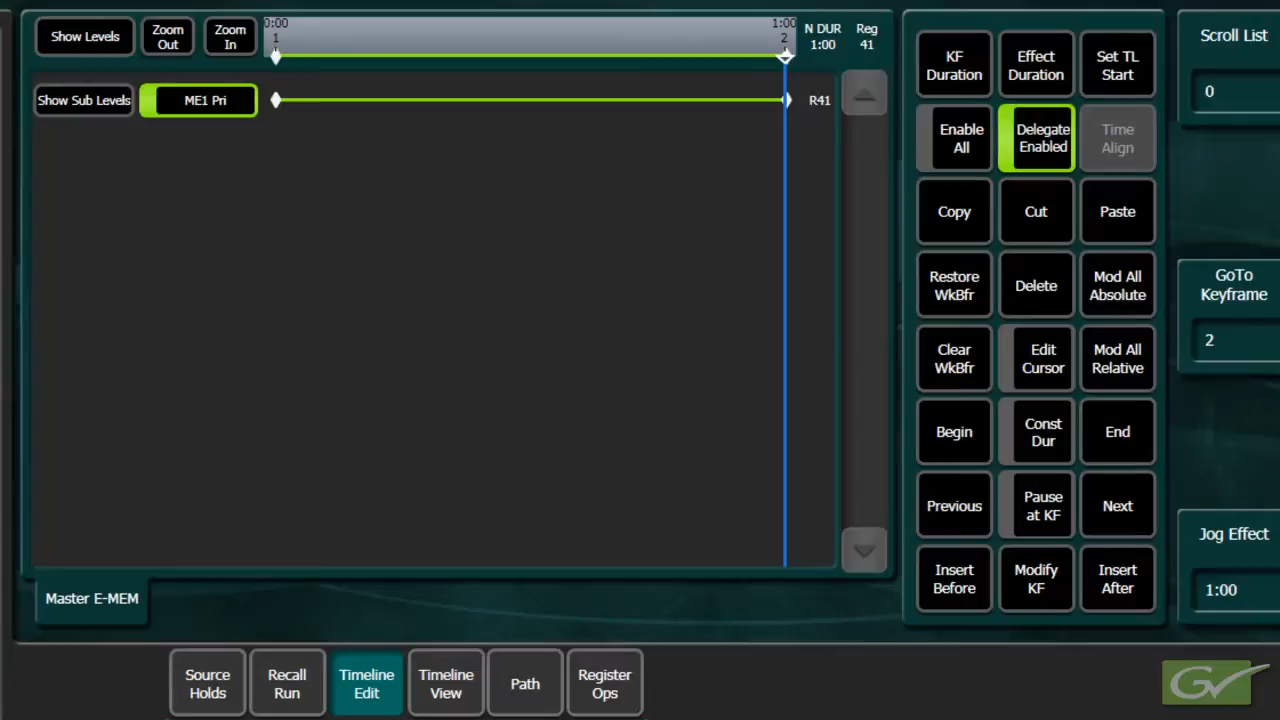 Show Levels
Zoom
Out
Zoom
In
0:00
1
1:00
2
N DUR
1:00
Reg
41
Show Sub Levels
ME1 Pri
R41
Master E-MEM
KF
Duration
Effect
Duration
Set TL
Start
Enable
All
Delegate
Enabled
Time
Align
Copy
Cut
Paste
Restore
WkBfr
Delete
Mod All
Absolute
Clear
WkBfr
Edit
Cursor
Mod All
Relative
Begin
Const
Dur
End
Previous
Pause
at KF
Next
Insert
Before
Modify
KF
Insert
After
Scroll List
0
GoTo
Keyframe
2
Jog Effect
1:00
Source
Holds
Recall
Run
Timeline
Edit
Timeline
View
Path
Register
Ops
GV